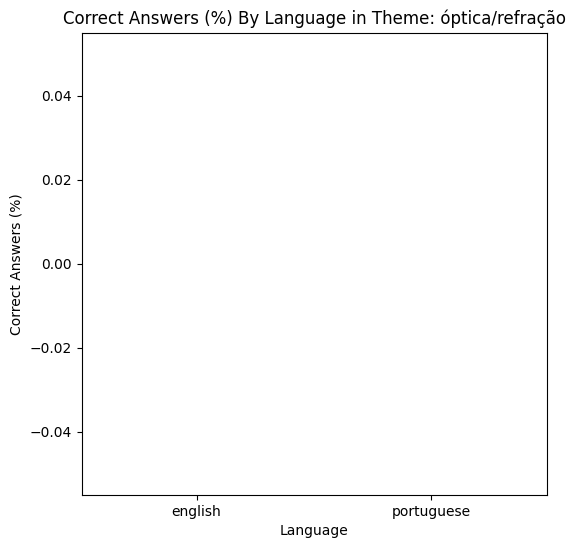 Correct Answers (%) By Language in Theme: óptica/refração
0.04
0.02
0.00
−0.02
−0.04
Correct Answers (%)
english portuguese
Language